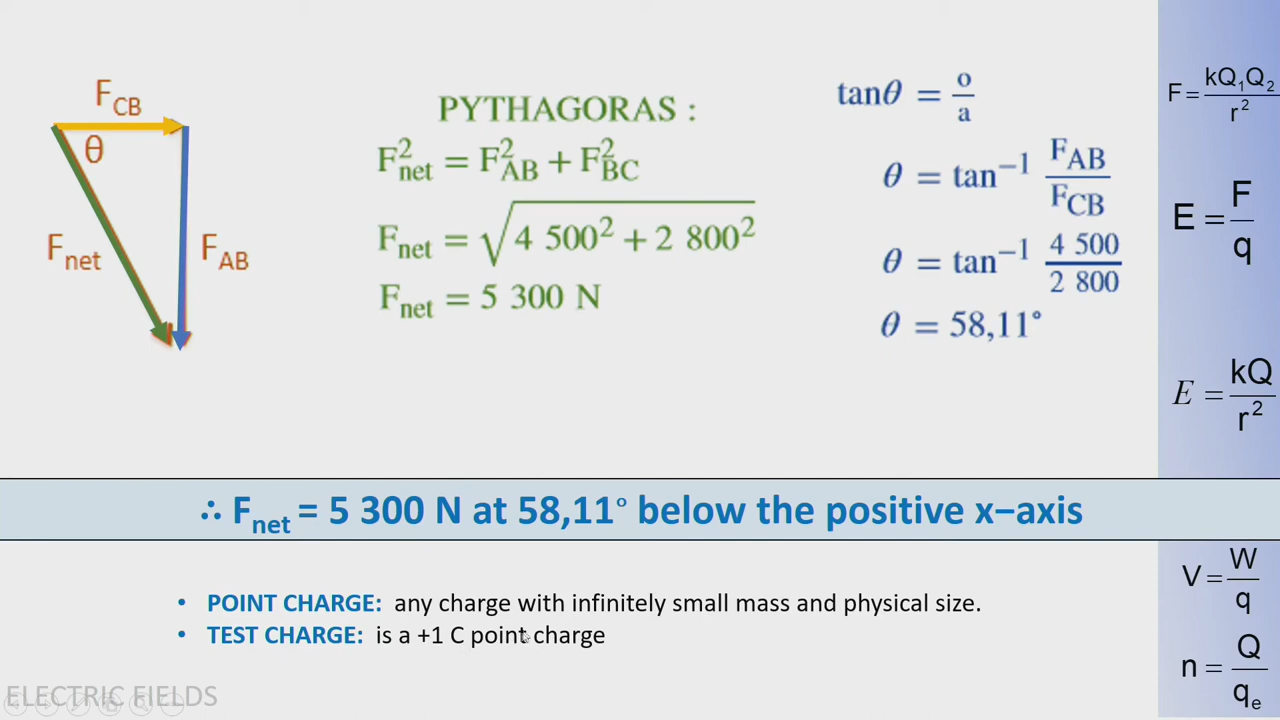 F_CB
θ
F_net
F_AB
PYTHAGORAS :
F²_net = F²_AB + F²_BC
F_net = √(4 500² + 2 800²)
F_net = 5 300 N
tanθ = o/a
θ = tan⁻¹ F_AB/F_CB
θ = tan⁻¹ 4 500/2 800
θ = 58,11°
F = kQ₁Q₂/r²
E = F/q
E = kQ/r²
∴ F_net = 5 300 N at 58,11° below the positive x–axis
• POINT CHARGE: any charge with infinitely small mass and physical size.
• TEST CHARGE: is a +1 C point charge
V = W/q
n = Q/q_e
ELECTRIC FIELDS